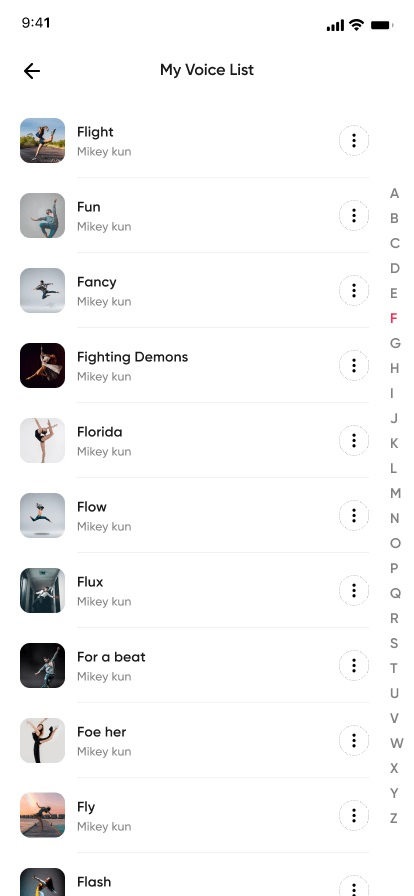 9:41
My Voice List
Flight
Mikey kun
Fun
Mikey kun
Fancy
Mikey kun
Fighting Demons
Mikey kun
Florida
Mikey kun
Flow
Mikey kun
Flux
Mikey kun
For a beat
Mikey kun
Foe her
Mikey kun
Fly
Mikey kun
Flash
A
B
C
D
E
F
G
H
I
J
K
L
M
N
O
P
Q
R
S
T
U
V
W
X
Y
Z